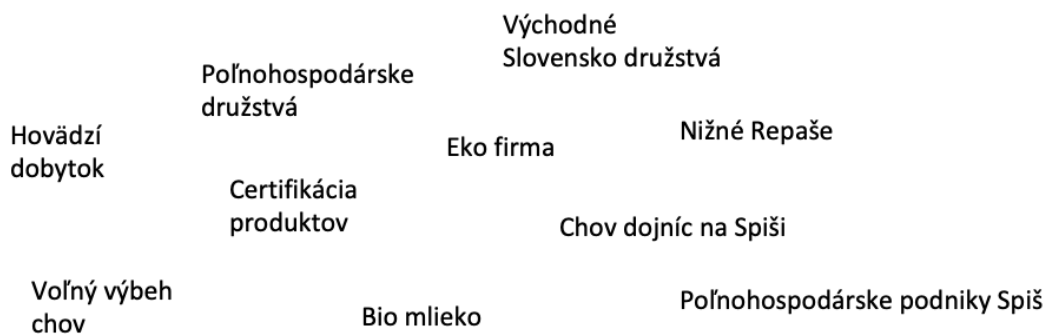 Východné
Slovensko družstvá
Poľnohospodárske
družstvá
Hovädzí
dobytok
Eko firma
Nižné Repaše
Certifikácia
produktov
Chov dojníc na Spiši
Voľný výbeh
chov
Bio mlieko
Poľnohospodárske podniky Spiš